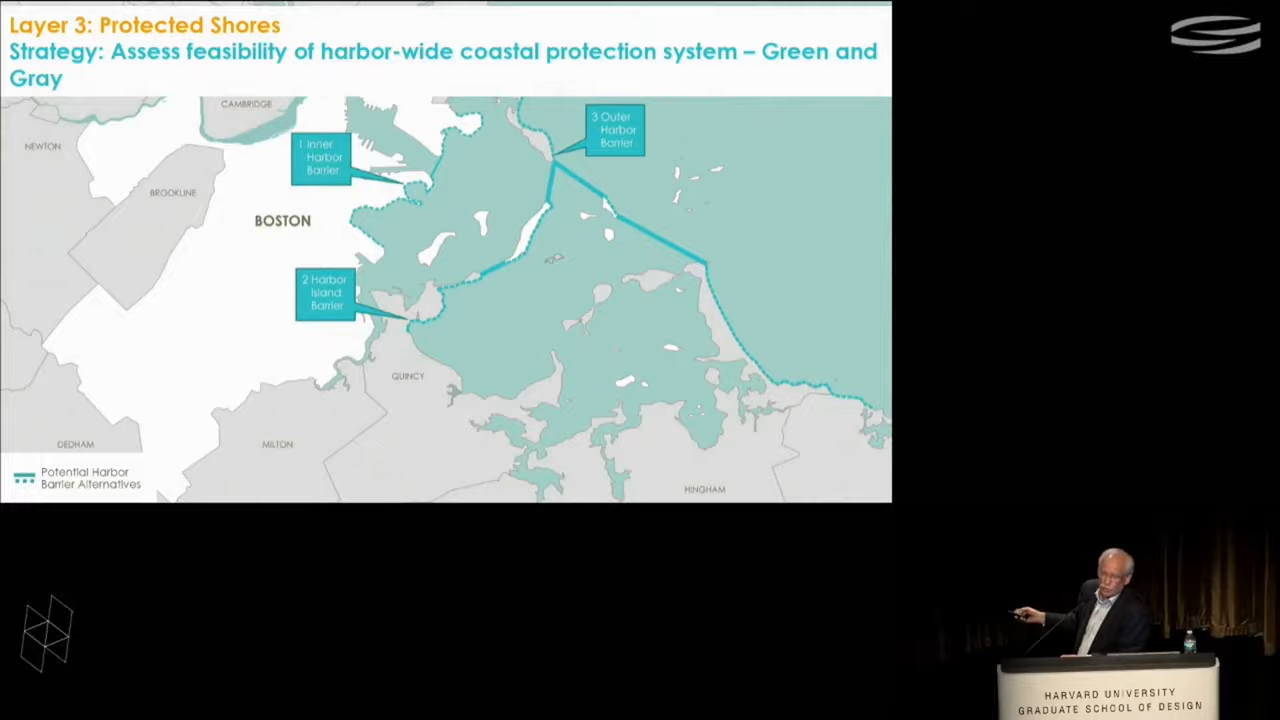 Layer 3: Protected Shores
Strategy: Assess feasibility of harbor-wide coastal protection system – Green and
Gray
CAMBRIDGE
NEWTON
1 Inner
Harbor
Barrier
3 Outer
Harbor
Barrier
BROOKLINE
BOSTON
2 Harbor
Island
Barrier
QUINCY
DEDHAM
MILTON
HINGHAM
Potential Harbor
Barrier Alternatives
HARVARD UNIVERSITY
GRADUATE SCHOOL OF DESIGN